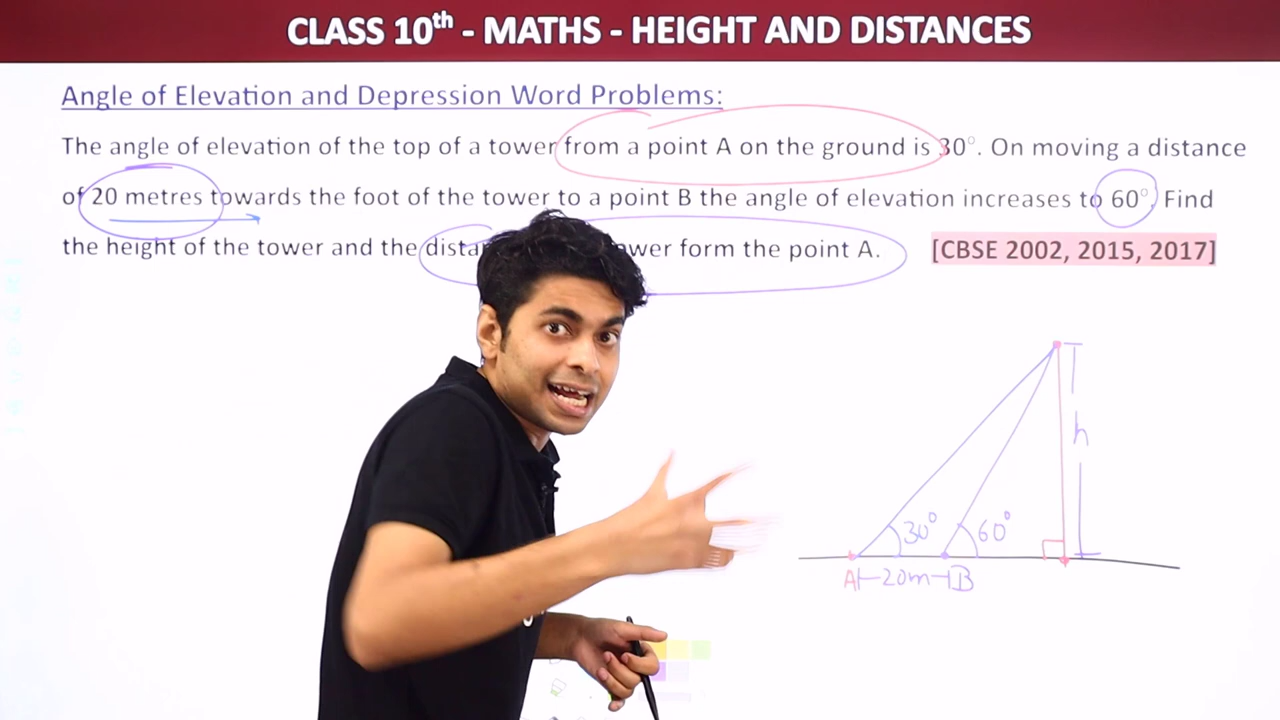 CLASS 10th - MATHS - HEIGHT AND DISTANCES
Angle of Elevation and Depression Word Problems:
The angle of elevation of the top of a tower from a point A on the ground is 30°. On moving a distance
of 20 metres towards the foot of the tower to a point B the angle of elevation increases to 60°. Find
the height of the tower and the form the point A. [CBSE 2002, 2015, 2017]
h
30° 60°
A 20m B